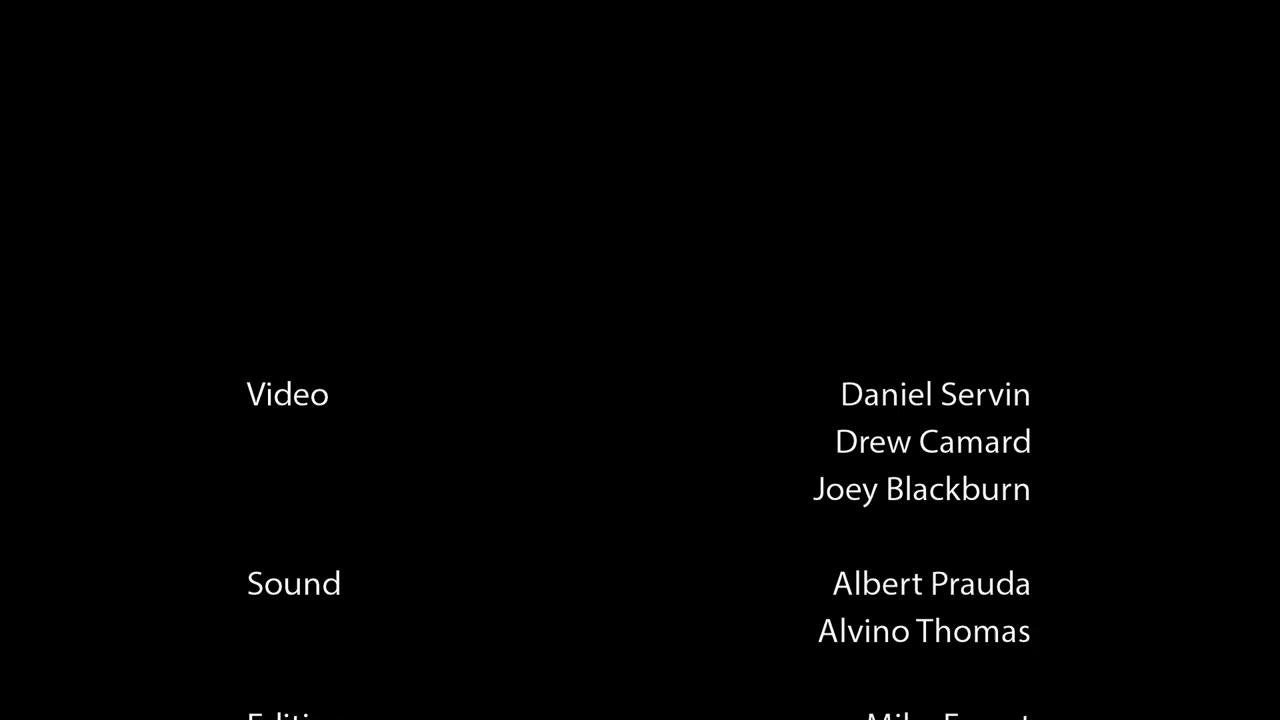 Video Daniel Servin
Drew Camard
Joey Blackburn
Sound Albert Prauda
Alvino Thomas